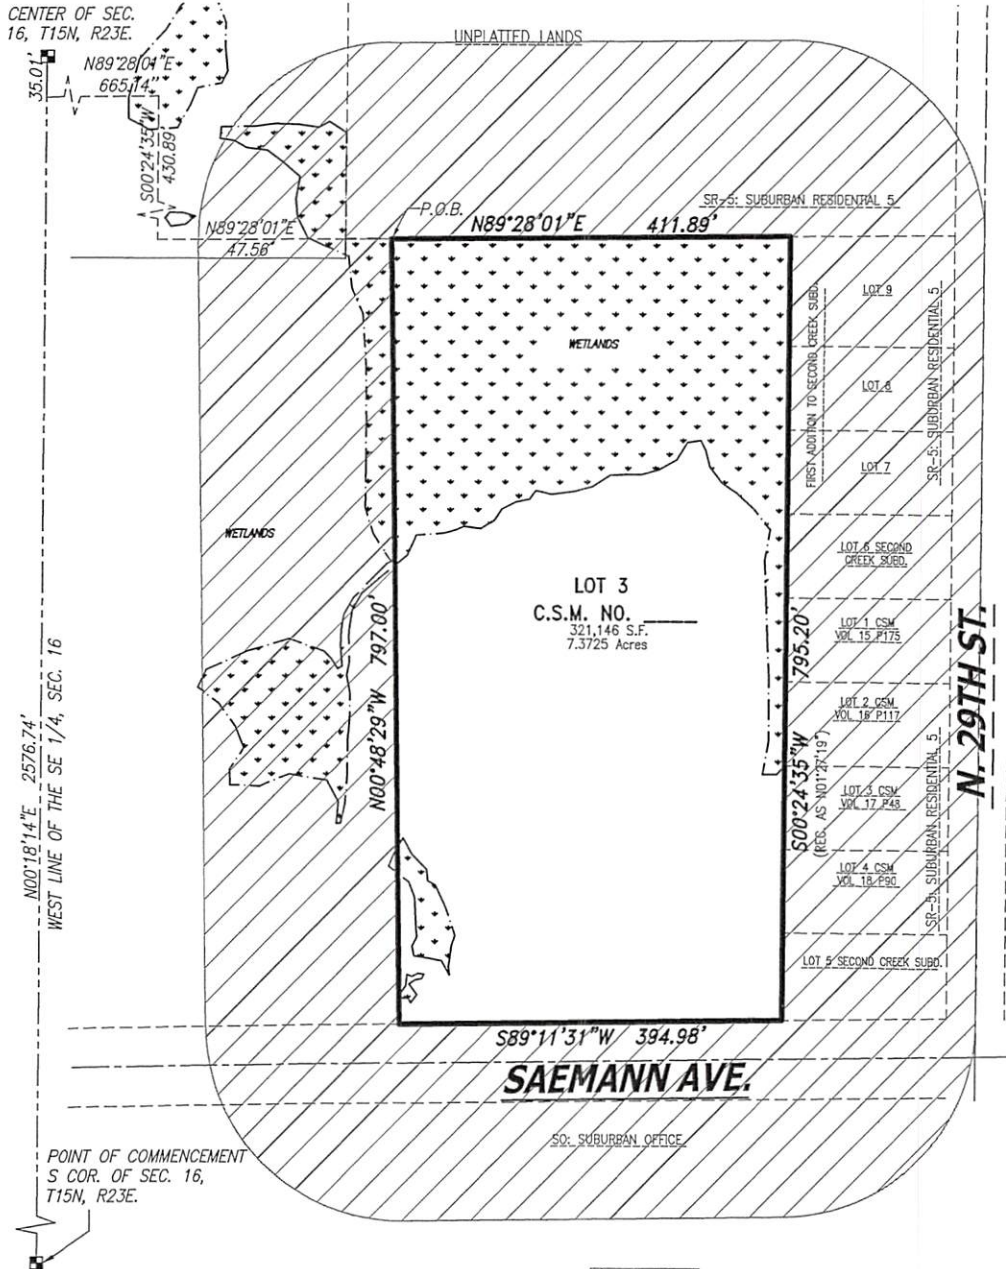 CENTER OF SEC.
16, T15N, R23E.
UNPLATTED LANDS
35.01'
N89°28'01"E
665.14'
S00°24'35"W
430.89
SR-5: SUBURBAN RESIDENTIAL 5
P.O.B.
N89°28'01"E
47.56'
N89°28'01"E 411.89'
WETLANDS
FIRST ADDITION TO SECOND CREEK SUBD.
LOT 9
LOT 8
LOT 7
SR-5: SUBURBAN RESIDENTIAL 5
WETLANDS
LOT 6 SECOND
CREEK SUBD.
LOT 3
C.S.M. NO.
321,146 S.F.
7.3725 Acres
LOT 1 CSM
VOL 15 P175
LOT 2 CSM
VOL 16 P117
LOT 3 CSM
VOL 17 P48
LOT 4 CSM
VOL 18 P90
LOT 5 SECOND CREEK SUBD.
SR-5: SUBURBAN RESIDENTIAL 5
N. 29TH ST.
N00°48'29"W 797.00'
S00°24'35"W 795.20'
(REC. AS N01°27'19")
N00°18'14"E 2576.74'
WEST LINE OF THE SE 1/4, SEC. 16
S89°11'31"W 394.98'
SAEMANN AVE.
SO: SUBURBAN OFFICE
POINT OF COMMENCEMENT
S COR. OF SEC. 16,
T15N, R23E.